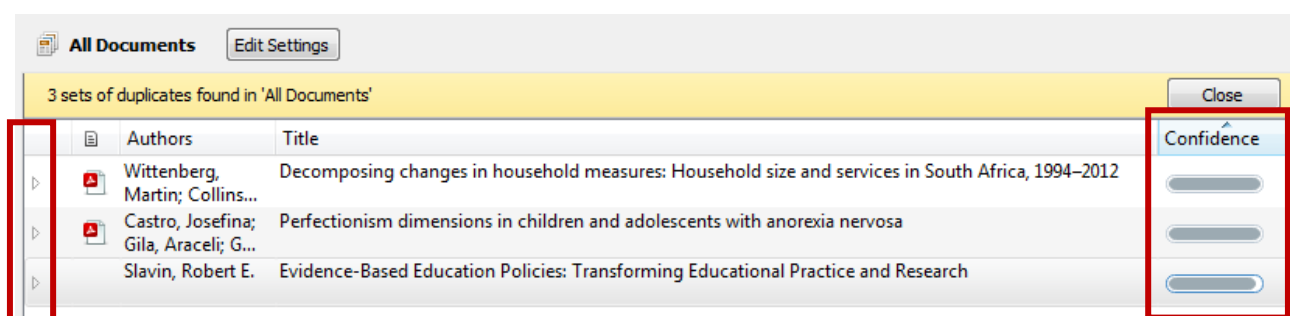 All Documents Edit Settings
3 sets of duplicates found in 'All Documents' Close
Authors Title Confidence
Wittenberg, Decomposing changes in household measures: Household size and services in South Africa, 1994–2012
Martin; Collins...
Castro, Josefina; Perfectionism dimensions in children and adolescents with anorexia nervosa
Gila, Araceli; G...
Slavin, Robert E. Evidence-Based Education Policies: Transforming Educational Practice and Research